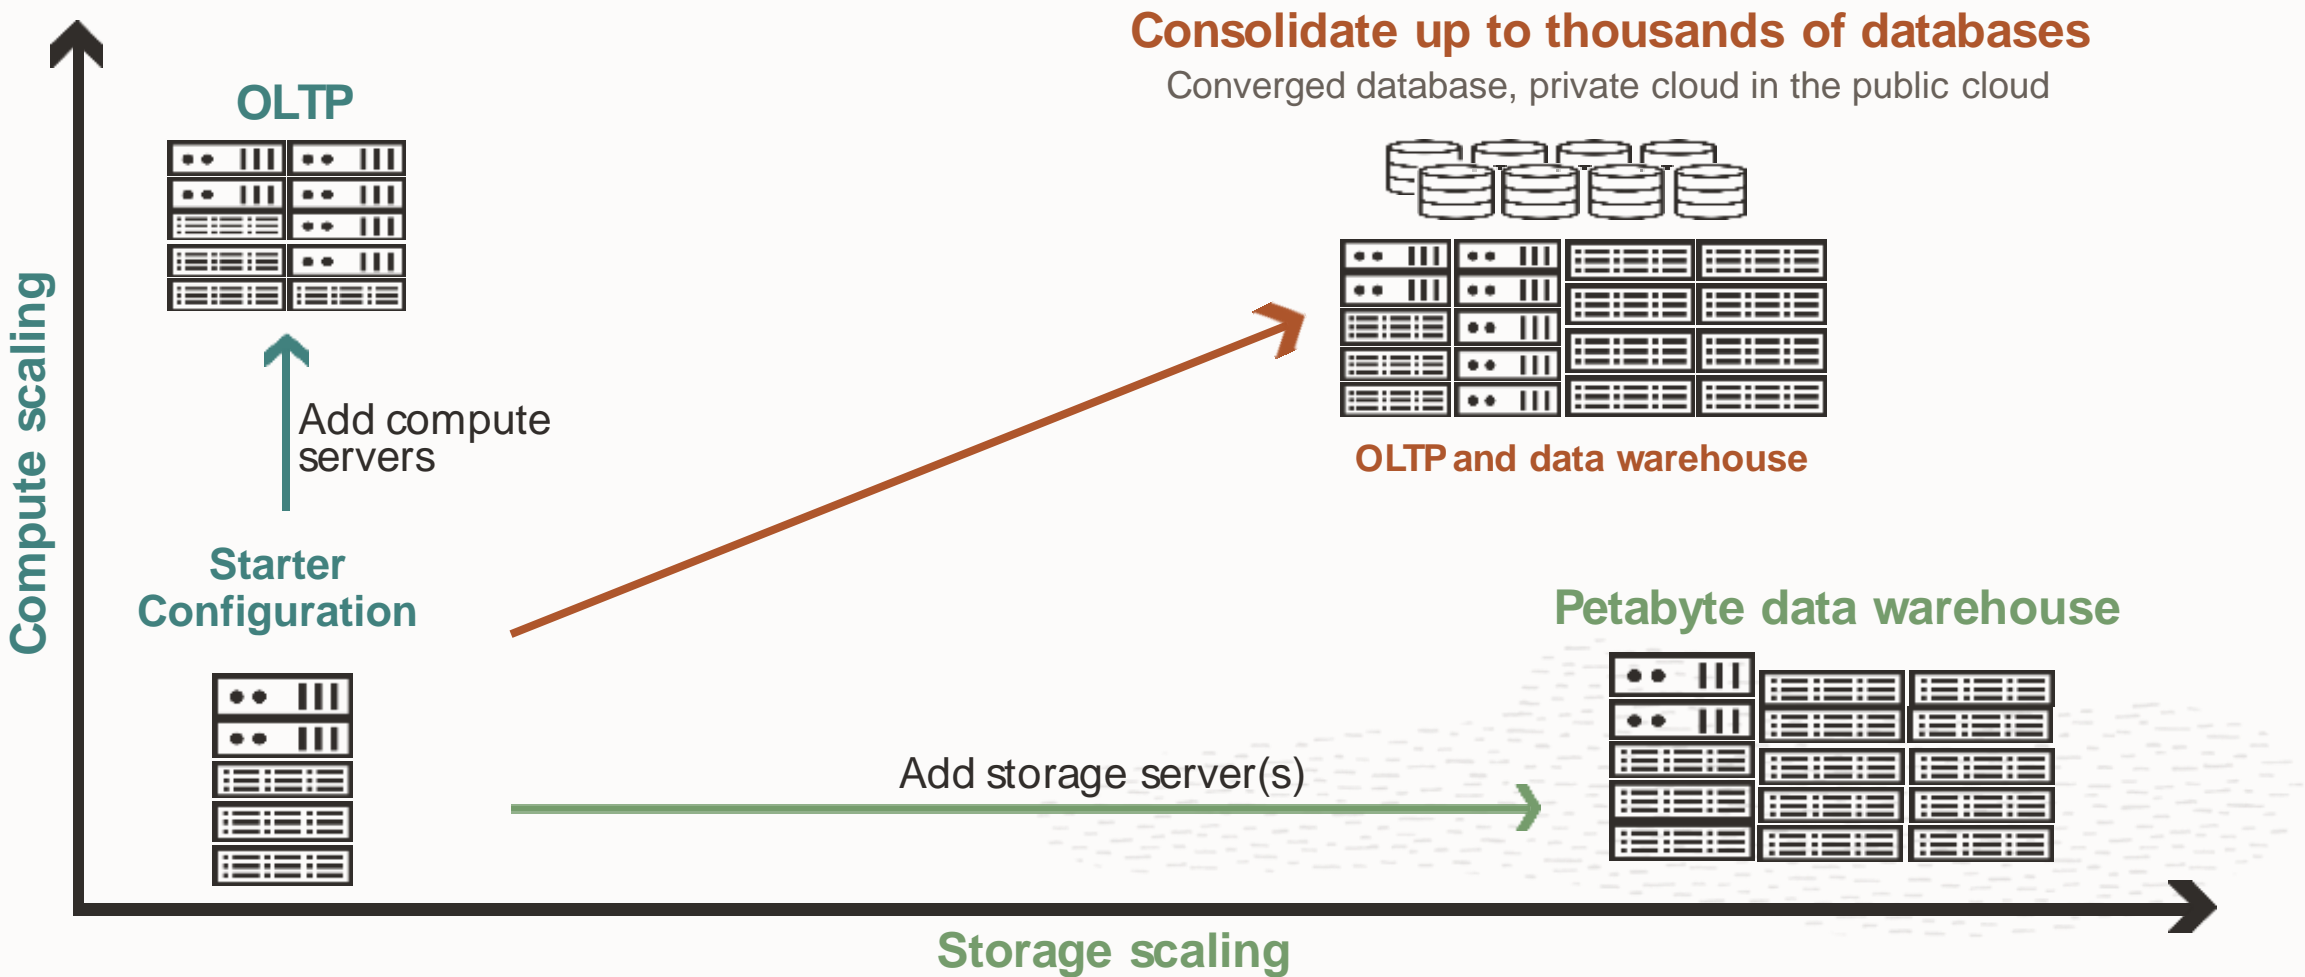 Consolidate up to thousands of databases
Converged database, private cloud in the public cloud
OLTP
Add compute
servers
OLTP and data warehouse
Compute scaling
Starter
Configuration
Petabyte data warehouse
Add storage server(s)
Storage scaling